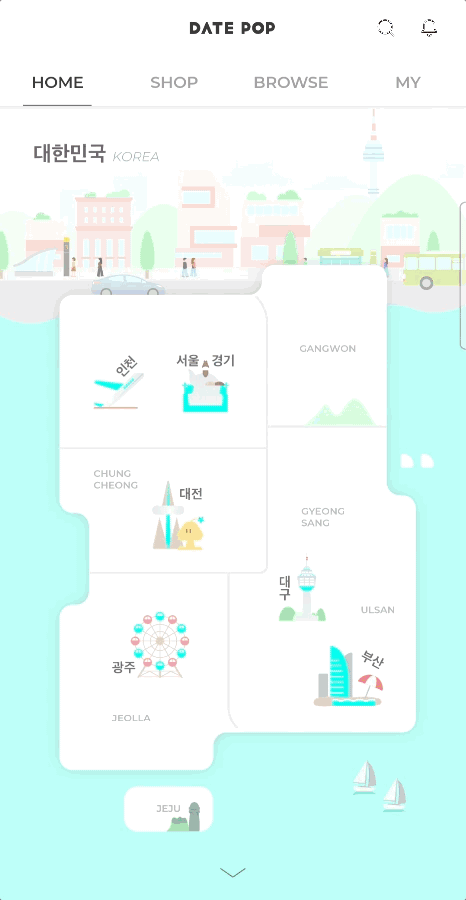 DATE POP
HOME SHOP BROWSE MY
대한민국 KOREA
인천
서울 경기
GANGWON
CHUNG
CHEONG
대전
GYEONG
SANG
대구
ULSAN
광주
부산
JEOLLA
JEJU